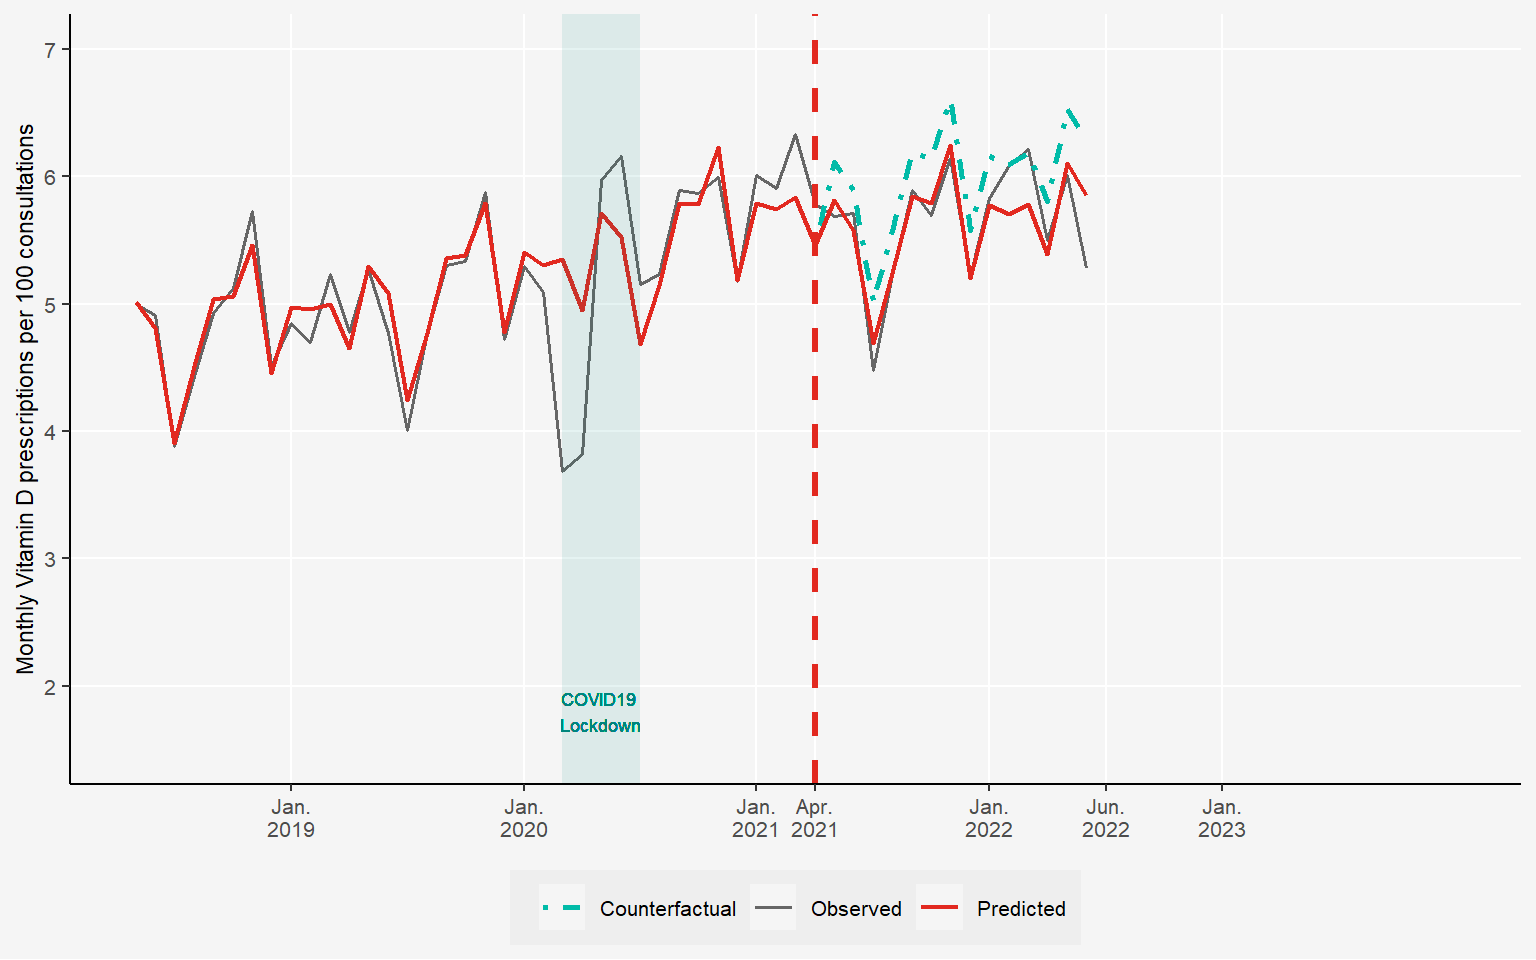 Monthly Vitamin D prescriptions per 100 consultations
7
6
5
4
3
2
COVID19
Lockdown
Jan.
2019
Jan.
2020
Jan.
2021
Apr.
2021
Jan.
2022
Jun.
2022
Jan.
2023
Counterfactual
Observed
Predicted